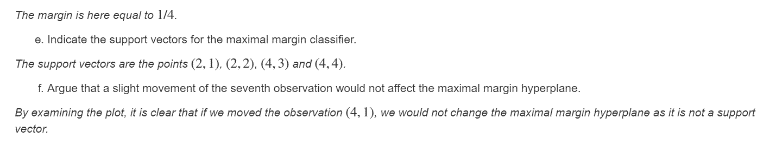 The margin is here equal to 1/4.
e. Indicate the support vectors for the maximal margin classifier.
The support vectors are the points (2, 1), (2, 2), (4, 3) and (4, 4).
f. Argue that a slight movement of the seventh observation would not affect the maximal margin hyperplane.
By examining the plot, it is clear that if we moved the observation (4, 1), we would not change the maximal margin hyperplane as it is not a support
vector.